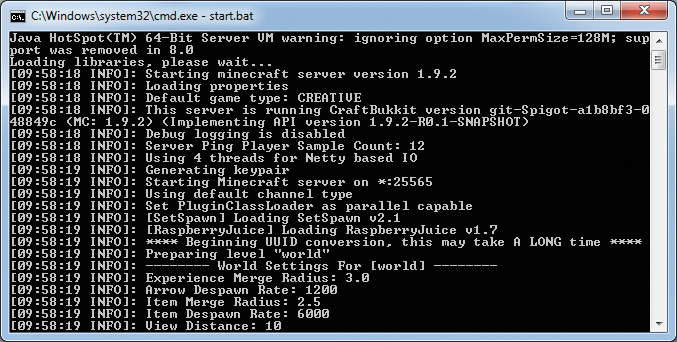 C:\Windows\system32\cmd.exe - start.bat
Java HotSpot(TM) 64-Bit Server VM warning: ignoring option MaxPermSize=128M; sup
port was removed in 8.0
Loading libraries, please wait...
[09:58:18 INFO]: Starting minecraft server version 1.9.2
[09:58:18 INFO]: Loading properties
[09:58:18 INFO]: Default game type: CREATIVE
[09:58:18 INFO]: This server is running CraftBukkit version git-Spigot-a1b8bf3-0
48849c (MC: 1.9.2) (Implementing API version 1.9.2-R0.1-SNAPSHOT)
[09:58:18 INFO]: Debug logging is disabled
[09:58:18 INFO]: Server Ping Player Sample Count: 12
[09:58:18 INFO]: Using 4 threads for Netty based IO
[09:58:19 INFO]: Generating keypair
[09:58:19 INFO]: Starting Minecraft server on *:25565
[09:58:19 INFO]: Using default channel type
[09:58:19 INFO]: Set PluginClassLoader as parallel capable
[09:58:19 INFO]: [SetSpawn] Loading SetSpawn v2.1
[09:58:19 INFO]: [RaspberryJuice] Loading RaspberryJuice v1.7
[09:58:19 INFO]: **** Beginning UUID conversion, this may take A LONG time ****
[09:58:19 INFO]: Preparing level "world"
[09:58:19 INFO]: -------- World Settings For [world] --------
[09:58:19 INFO]: Experience Merge Radius: 3.0
[09:58:19 INFO]: Arrow Despawn Rate: 1200
[09:58:19 INFO]: Item Merge Radius: 2.5
[09:58:19 INFO]: Item Despawn Rate: 6000
[09:58:19 INFO]: View Distance: 10